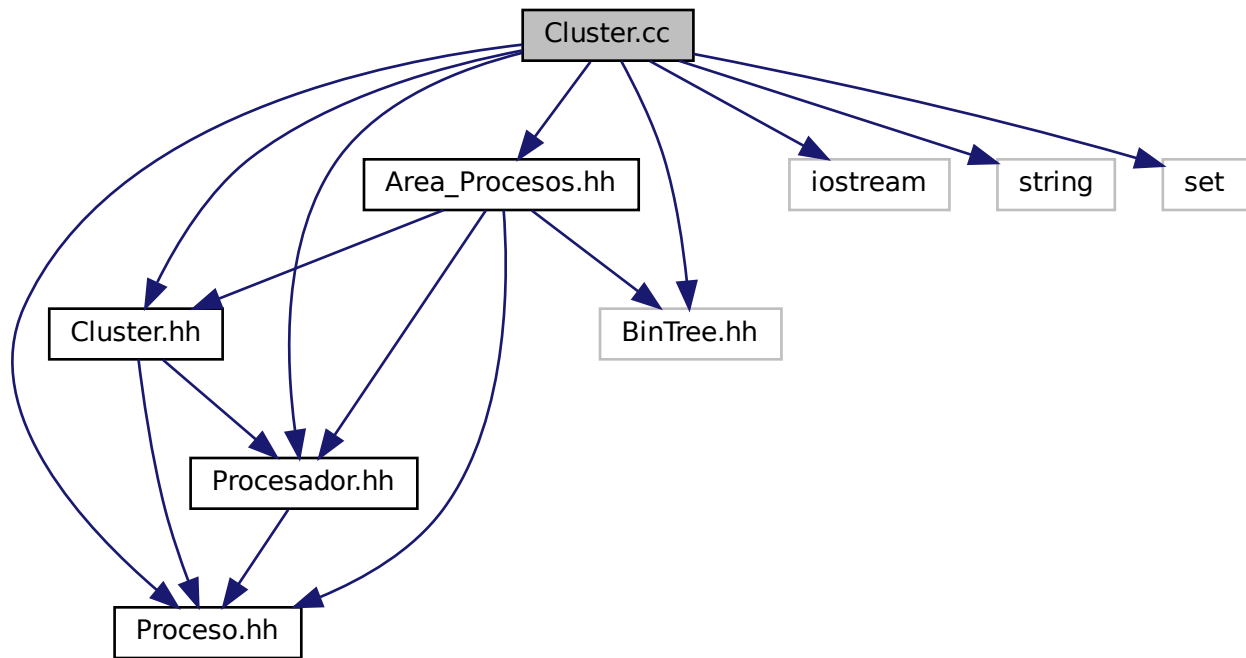 Cluster.cc
Area_Procesos.hh
iostream
string
set
Cluster.hh
BinTree.hh
Procesador.hh
Proceso.hh